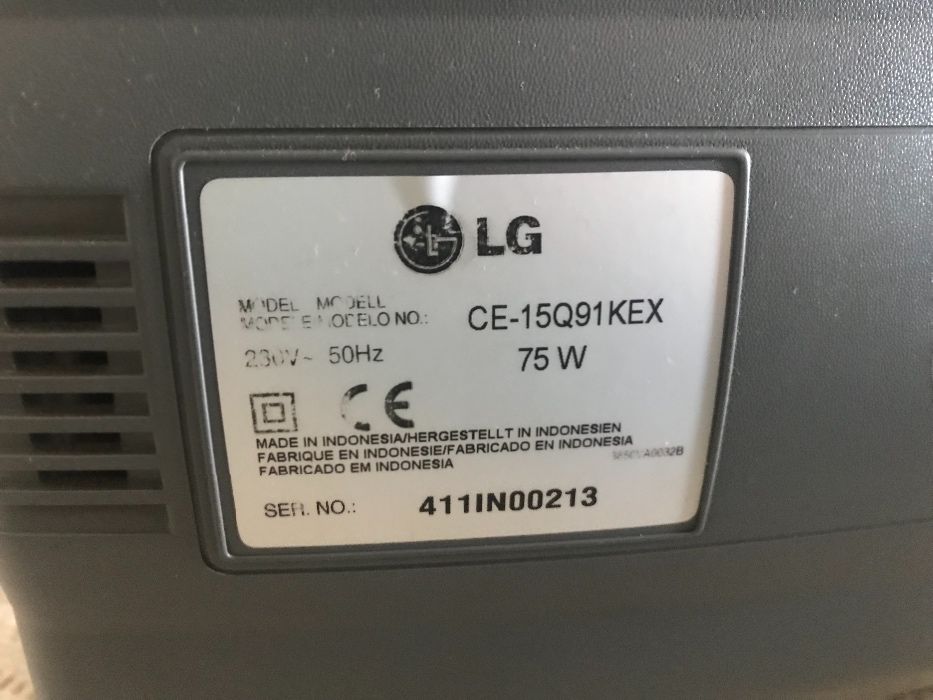 LG
MODEL MODELL
MODELE MODELO NO.: CE-15Q91KEX
230V~ 50Hz 75 W
CE
MADE IN INDONESIA/HERGESTELLT IN INDONESIEN
FABRIQUE EN INDONESIE/FABRICADO EN INDONESIA
FABRICADO EM INDONESIA
SER. NO.: 411IN00213